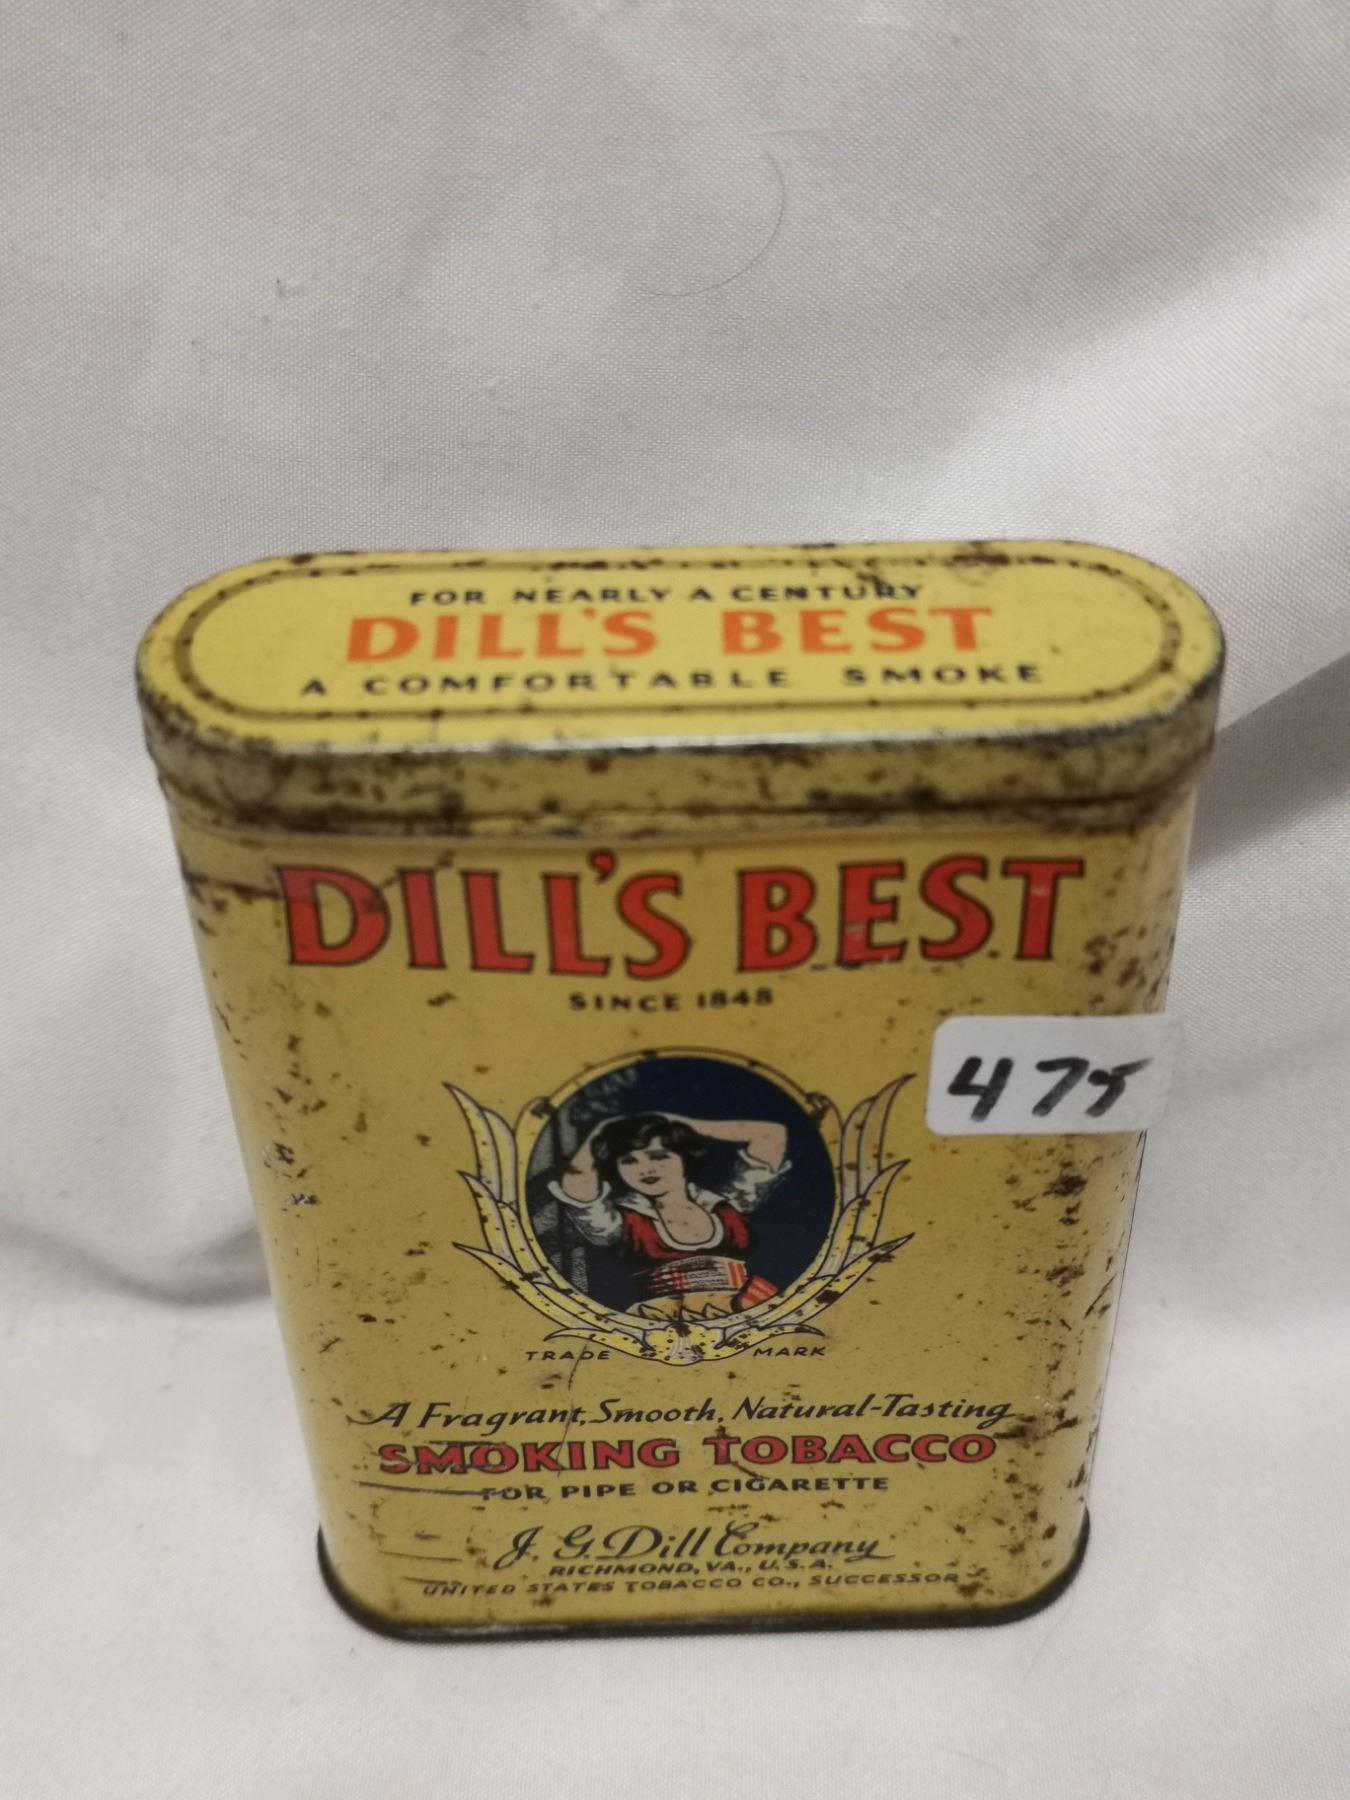 FOR NEARLY A CENTURY
DILL'S BEST
A COMFORTABLE SMOKE
DILL'S BEST
SINCE 1848
475
TRADE MARK
A Fragrant, Smooth, Natural-Tasting
SMOKING TOBACCO
FOR PIPE OR CIGARETTE
J. G. Dill Company
RICHMOND, VA., U.S.A.
UNITED STATES TOBACCO CO., SUCCESSOR